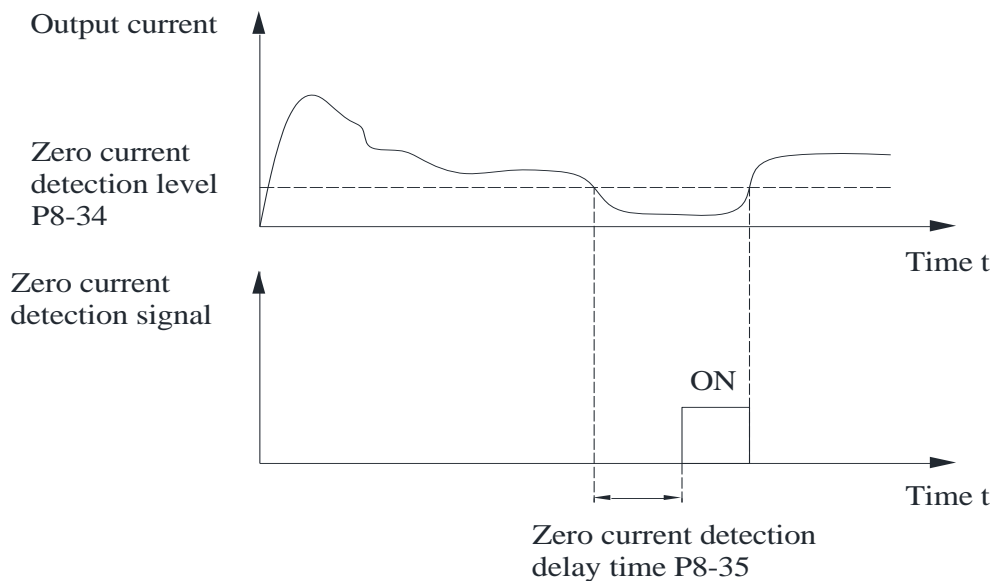 Output current
Zero current
detection level
P8-34
Time t
Zero current
detection signal
ON
Time t
Zero current detection
delay time P8-35